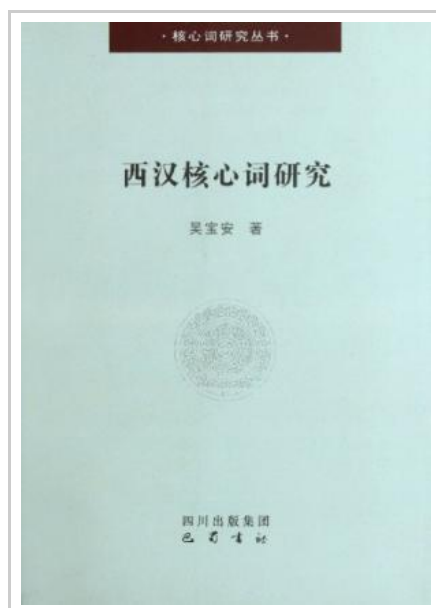 ·核心词研究丛书·
西汉核心词研究
吴宝安 著
四川出版集团
巴蜀书社